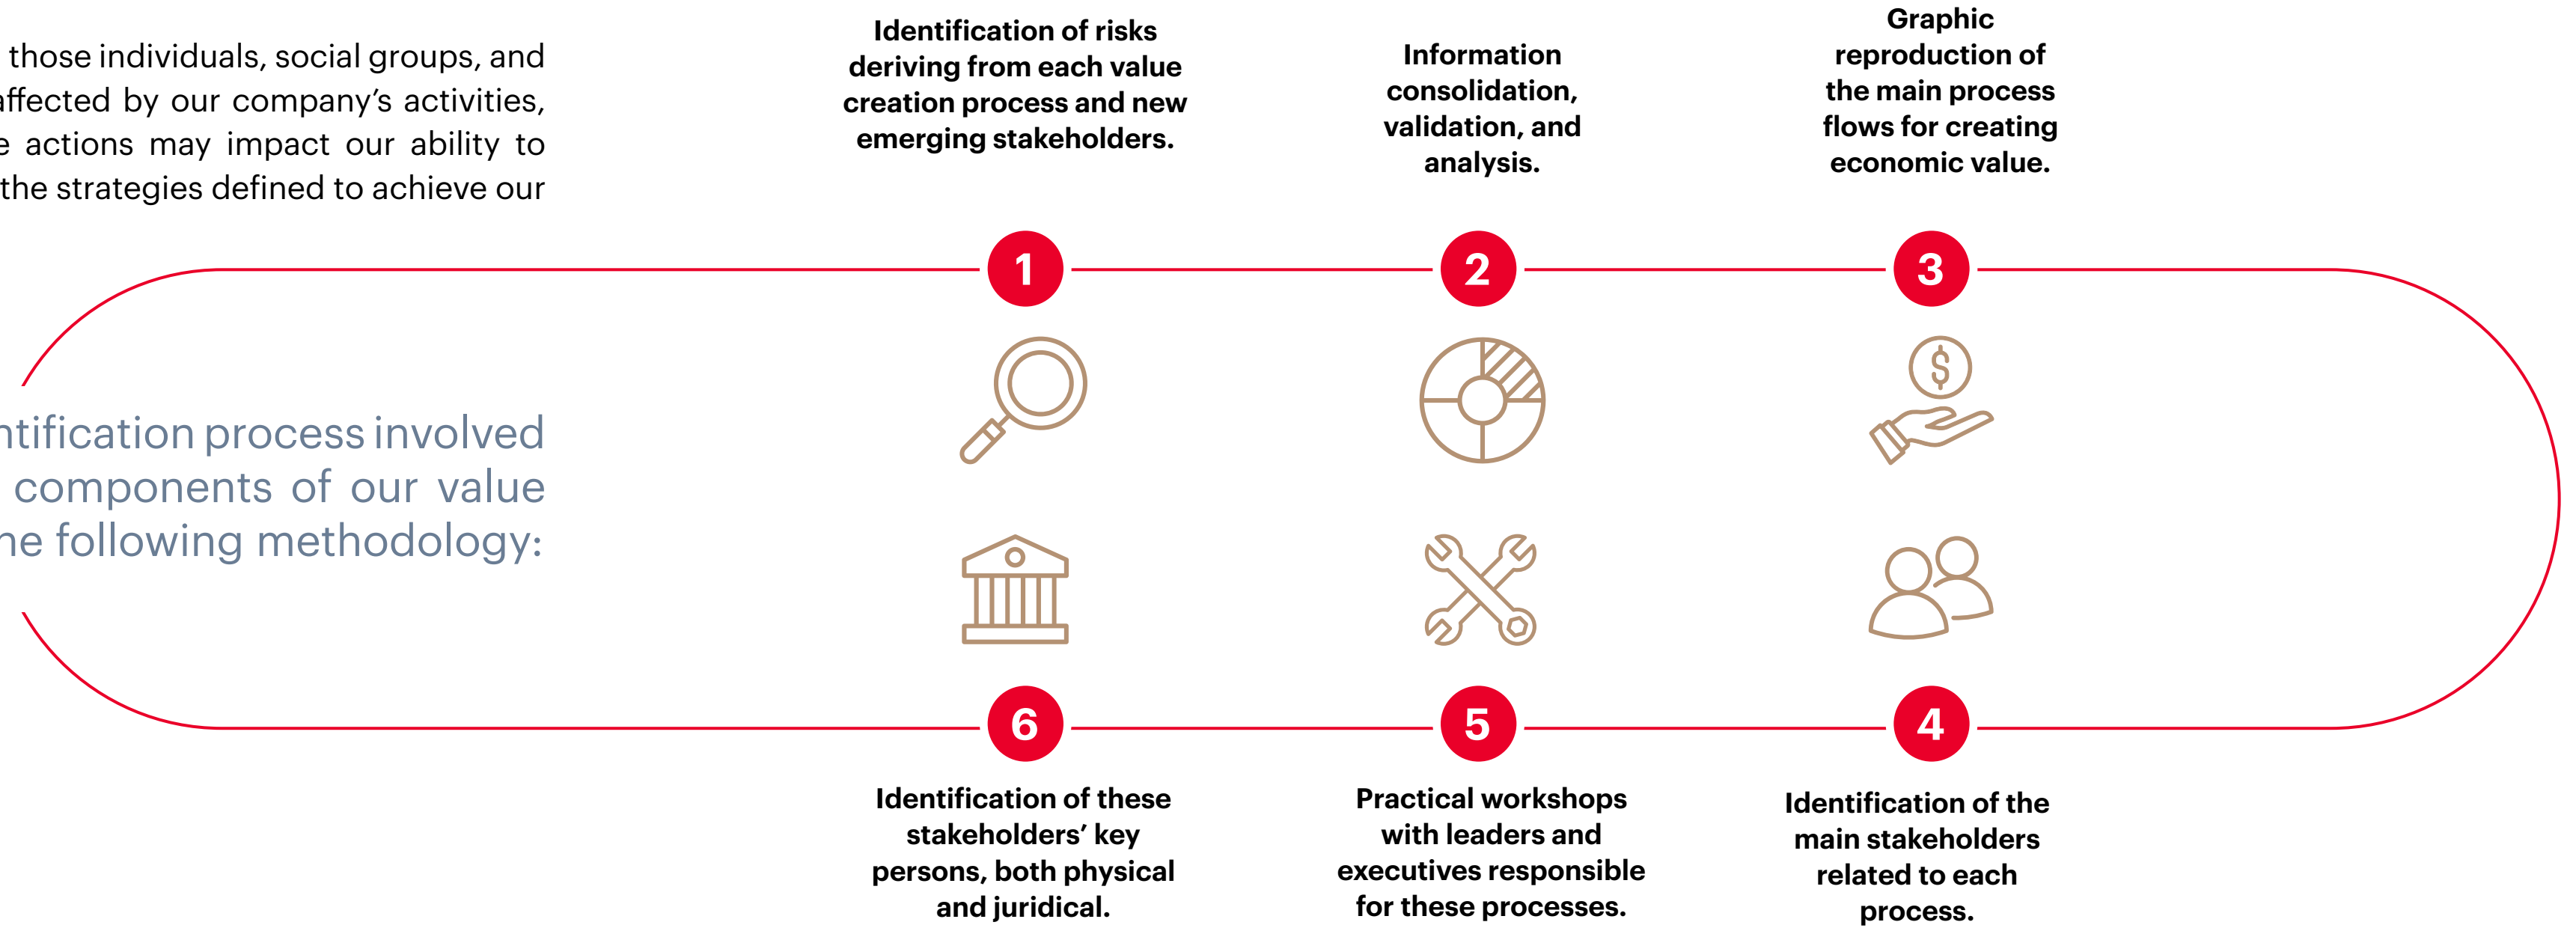 those individuals, social groups, and
affected by our company’s activities,
actions may impact our ability to
the strategies defined to achieve our
process involved
components of our value
following methodology:
Identification of risks
deriving from each value
creation process and new
emerging stakeholders.
Information
consolidation,
validation, and
analysis.
Graphic
reproduction of
the main process
flows for creating
economic value.
1
2
3
6
5
4
Identification of these
stakeholders’ key
persons, both physical
and juridical.
Practical workshops
with leaders and
executives responsible
for these processes.
Identification of the
main stakeholders
related to each
process.